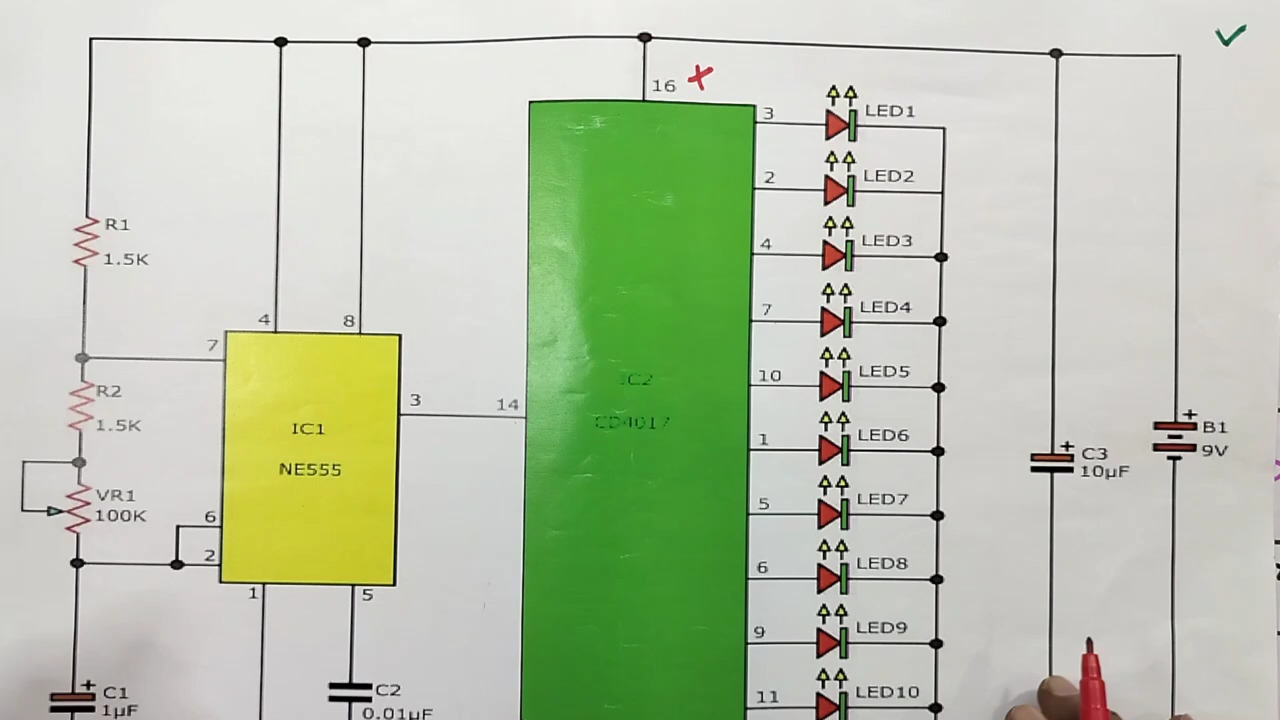 16
3
LED1
2
LED2
R1
1.5K
4
LED3
4
8
7
LED4
7
R2
1.5K
3
14
IC2
CD4017
10
LED5
IC1
NE555
1
LED6
B1
9V
C3
10µF
VR1
100K
6
2
5
LED7
6
LED8
1
5
9
LED9
C1
1µF
C2
0.01µF
11
LED10